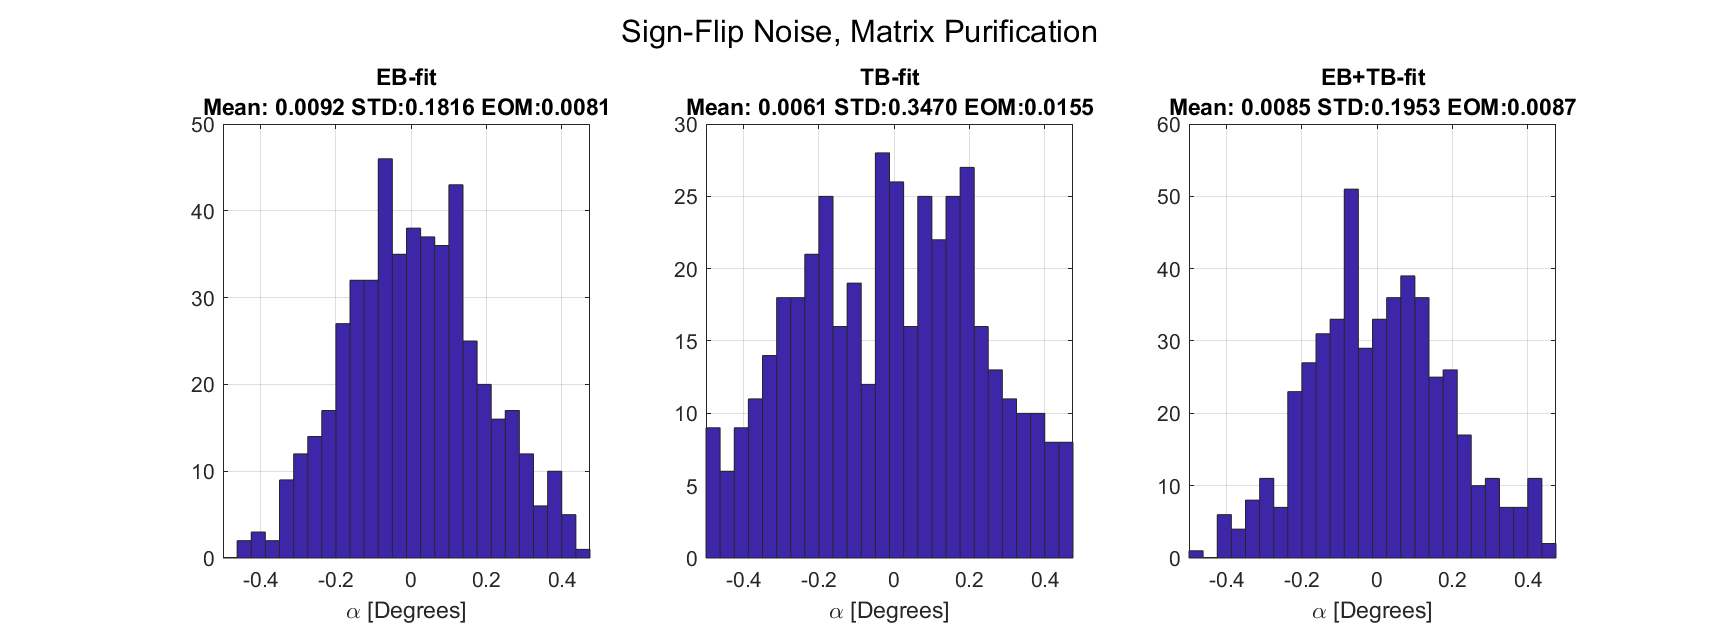 Sign-Flip Noise, Matrix Purification
EB-fit
Mean: 0.0092 STD:0.1816 EOM:0.0081
50
40
30
20
10
0
-0.4 -0.2 0 0.2 0.4
α [Degrees]
TB-fit
Mean: 0.0061 STD:0.3470 EOM:0.0155
30
25
20
15
10
5
0
-0.4 -0.2 0 0.2 0.4
α [Degrees]
EB+TB-fit
Mean: 0.0085 STD:0.1953 EOM:0.0087
60
50
40
30
20
10
0
-0.4 -0.2 0 0.2 0.4
α [Degrees]